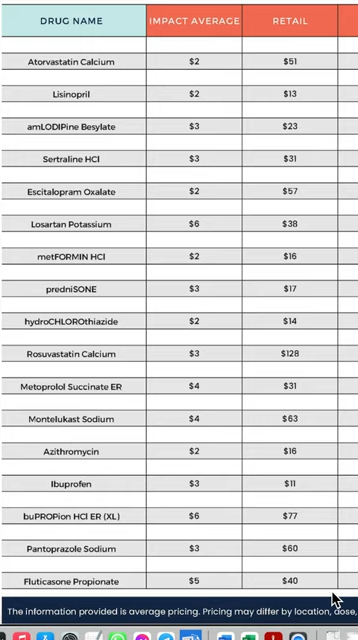 DRUG NAME IMPACT AVERAGE RETAIL
Atorvastatin Calcium $2 $51
Lisinopril $2 $13
amLODIPine Besylate $3 $23
Sertraline HCl $3 $31
Escitalopram Oxalate $2 $57
Losartan Potassium $6 $38
metFORMIN HCl $2 $16
predniSONE $3 $17
hydroCHLOROthiazide $2 $14
Rosuvastatin Calcium $3 $128
Metoprolol Succinate ER $4 $31
Montelukast Sodium $4 $63
Azithromycin $2 $16
Ibuprofen $3 $11
buPROPion HCl ER (XL) $6 $77
Pantoprazole Sodium $3 $60
Fluticasone Propionate $5 $40
The information provided is average pricing. Pricing may differ by location, dose,